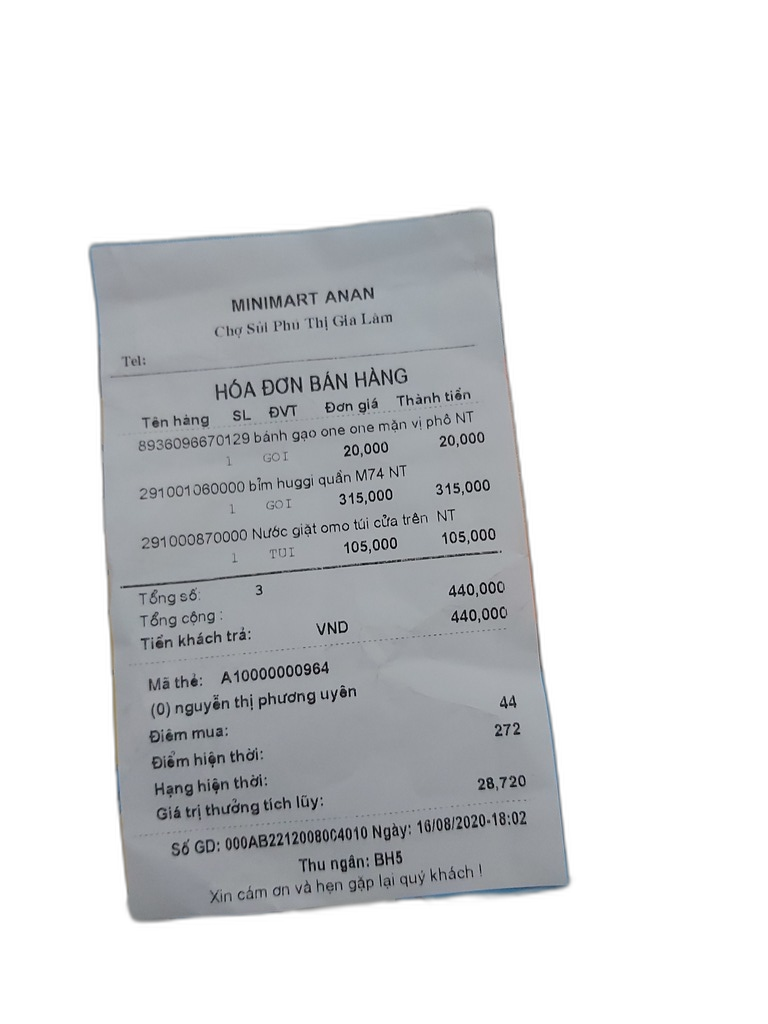 MINIMART ANAN
Chợ Sủi Phú Thị Gia Lâm
Tel:
HÓA ĐƠN BÁN HÀNG
Tên hàng SL ĐVT Đơn giá Thành tiền
8936096670129 bánh gạo one one mặn vị phô NT
1 GOI 20,000 20,000
291001060000 bỉm huggi quần M74 NT
1 GOI 315,000 315,000
291000870000 Nước giặt omo túi cửa trên NT
1 TUI 105,000 105,000
Tổng số: 3
Tổng cộng : 440,000
Tiền khách trả: VND 440,000
Mã thẻ: A10000000964
(0) nguyễn thị phương uyên
Điểm mua: 44
Điểm hiện thời: 272
Hạng hiện thời:
Giá trị thưởng tích lũy: 28,720
Số GD: 000AB2212008004010 Ngày: 16/08/2020-18:02
Thu ngân: BH5
Xin cám ơn và hẹn gặp lại quý khách !